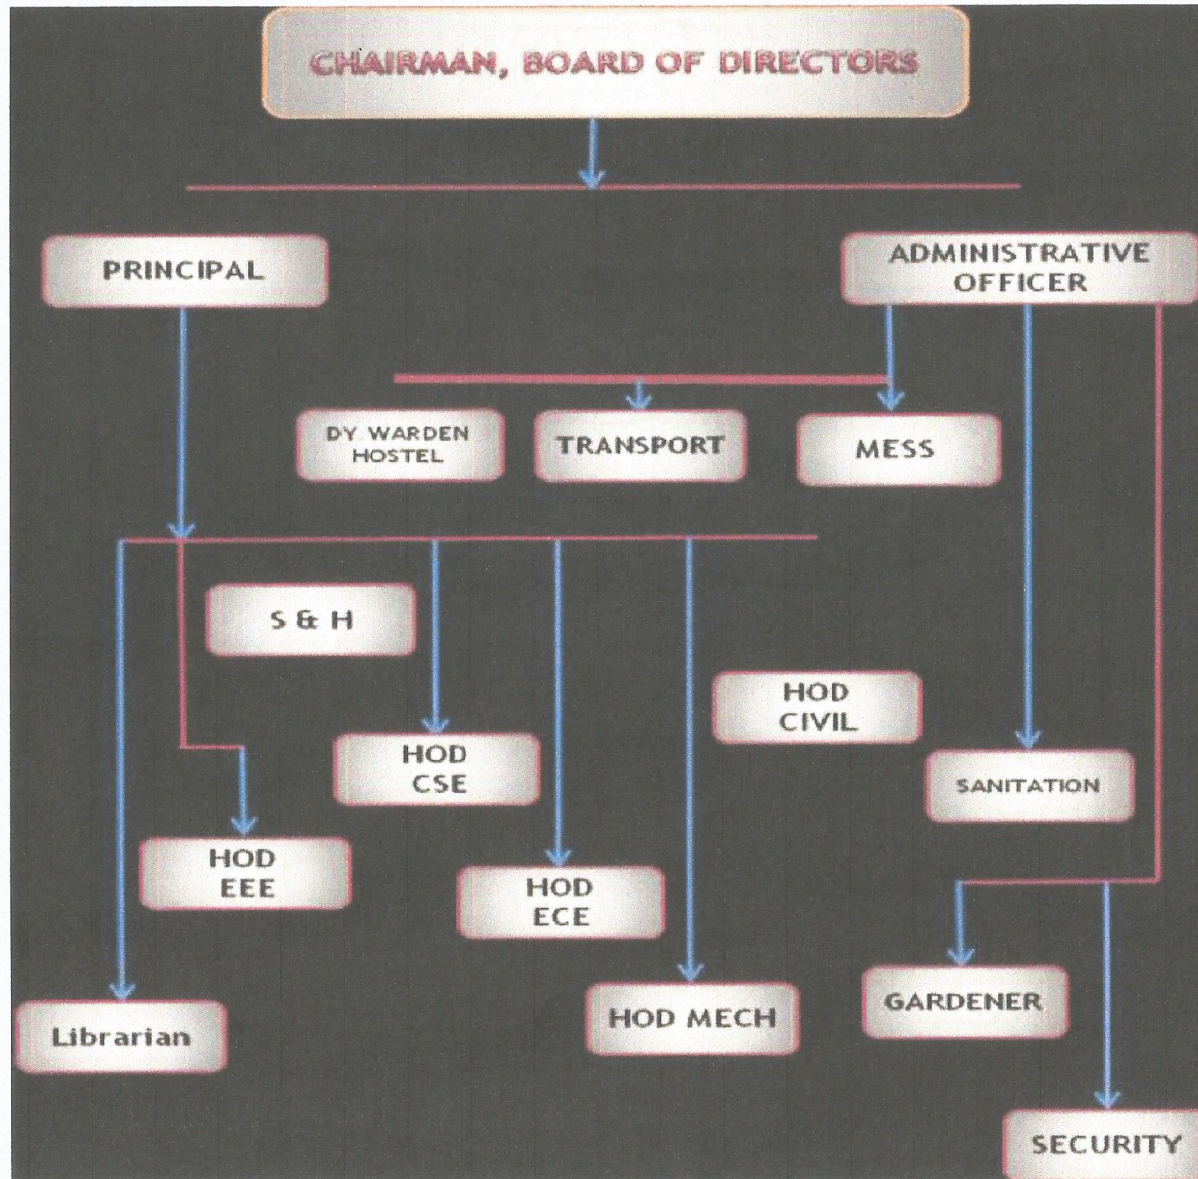 CHAIRMAN, BOARD OF DIRECTORS
PRINCIPAL
ADMINISTRATIVE
OFFICER
DY WARDEN
HOSTEL
TRANSPORT
MESS
S & H
HOD
CIVIL
HOD
CSE
SANITATION
HOD
EEE
HOD
ECE
GARDENER
HOD MECH
Librarian
SECURITY